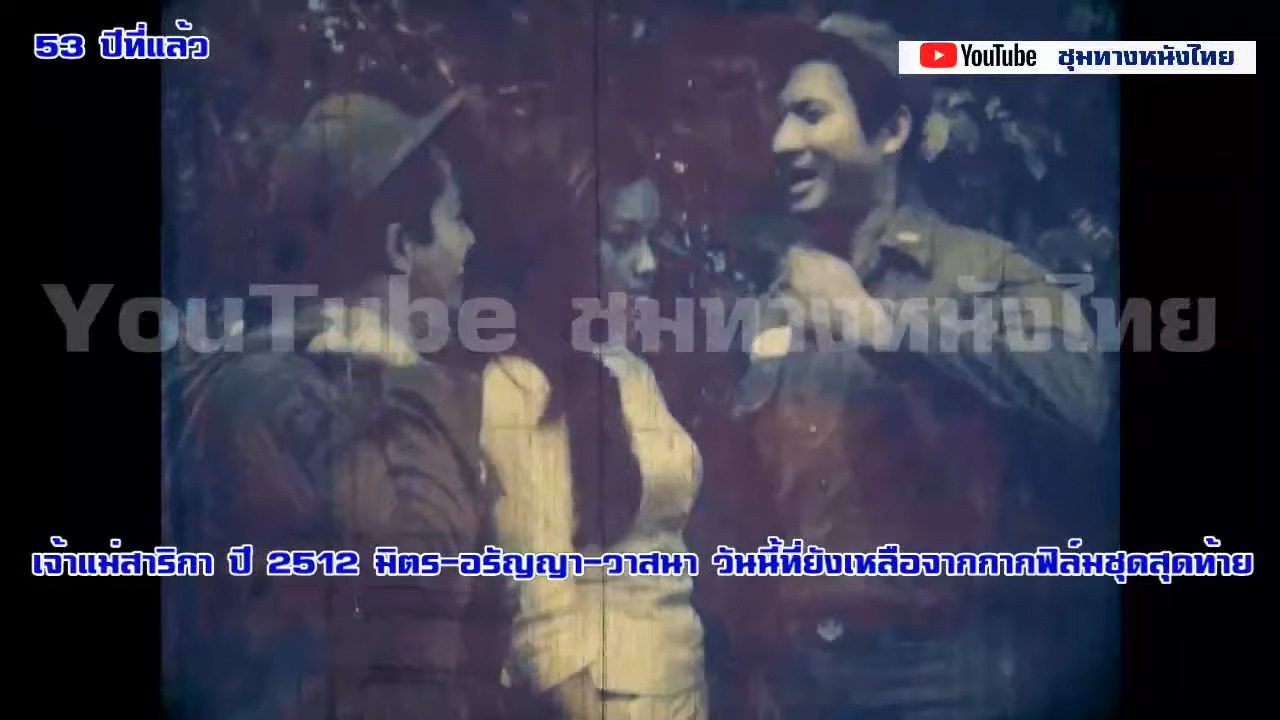 53 ปีที่แล้ว
YouTube ชุมทางหนังไทย
YouTube ชุมทางหนังไทย
เจ้าแม่สาริกา ปี 2512 มิตร-อรัญญา-วาสนา วันนี้ที่ยังเหลือจากกากฟิล์มชุดสุดท้าย